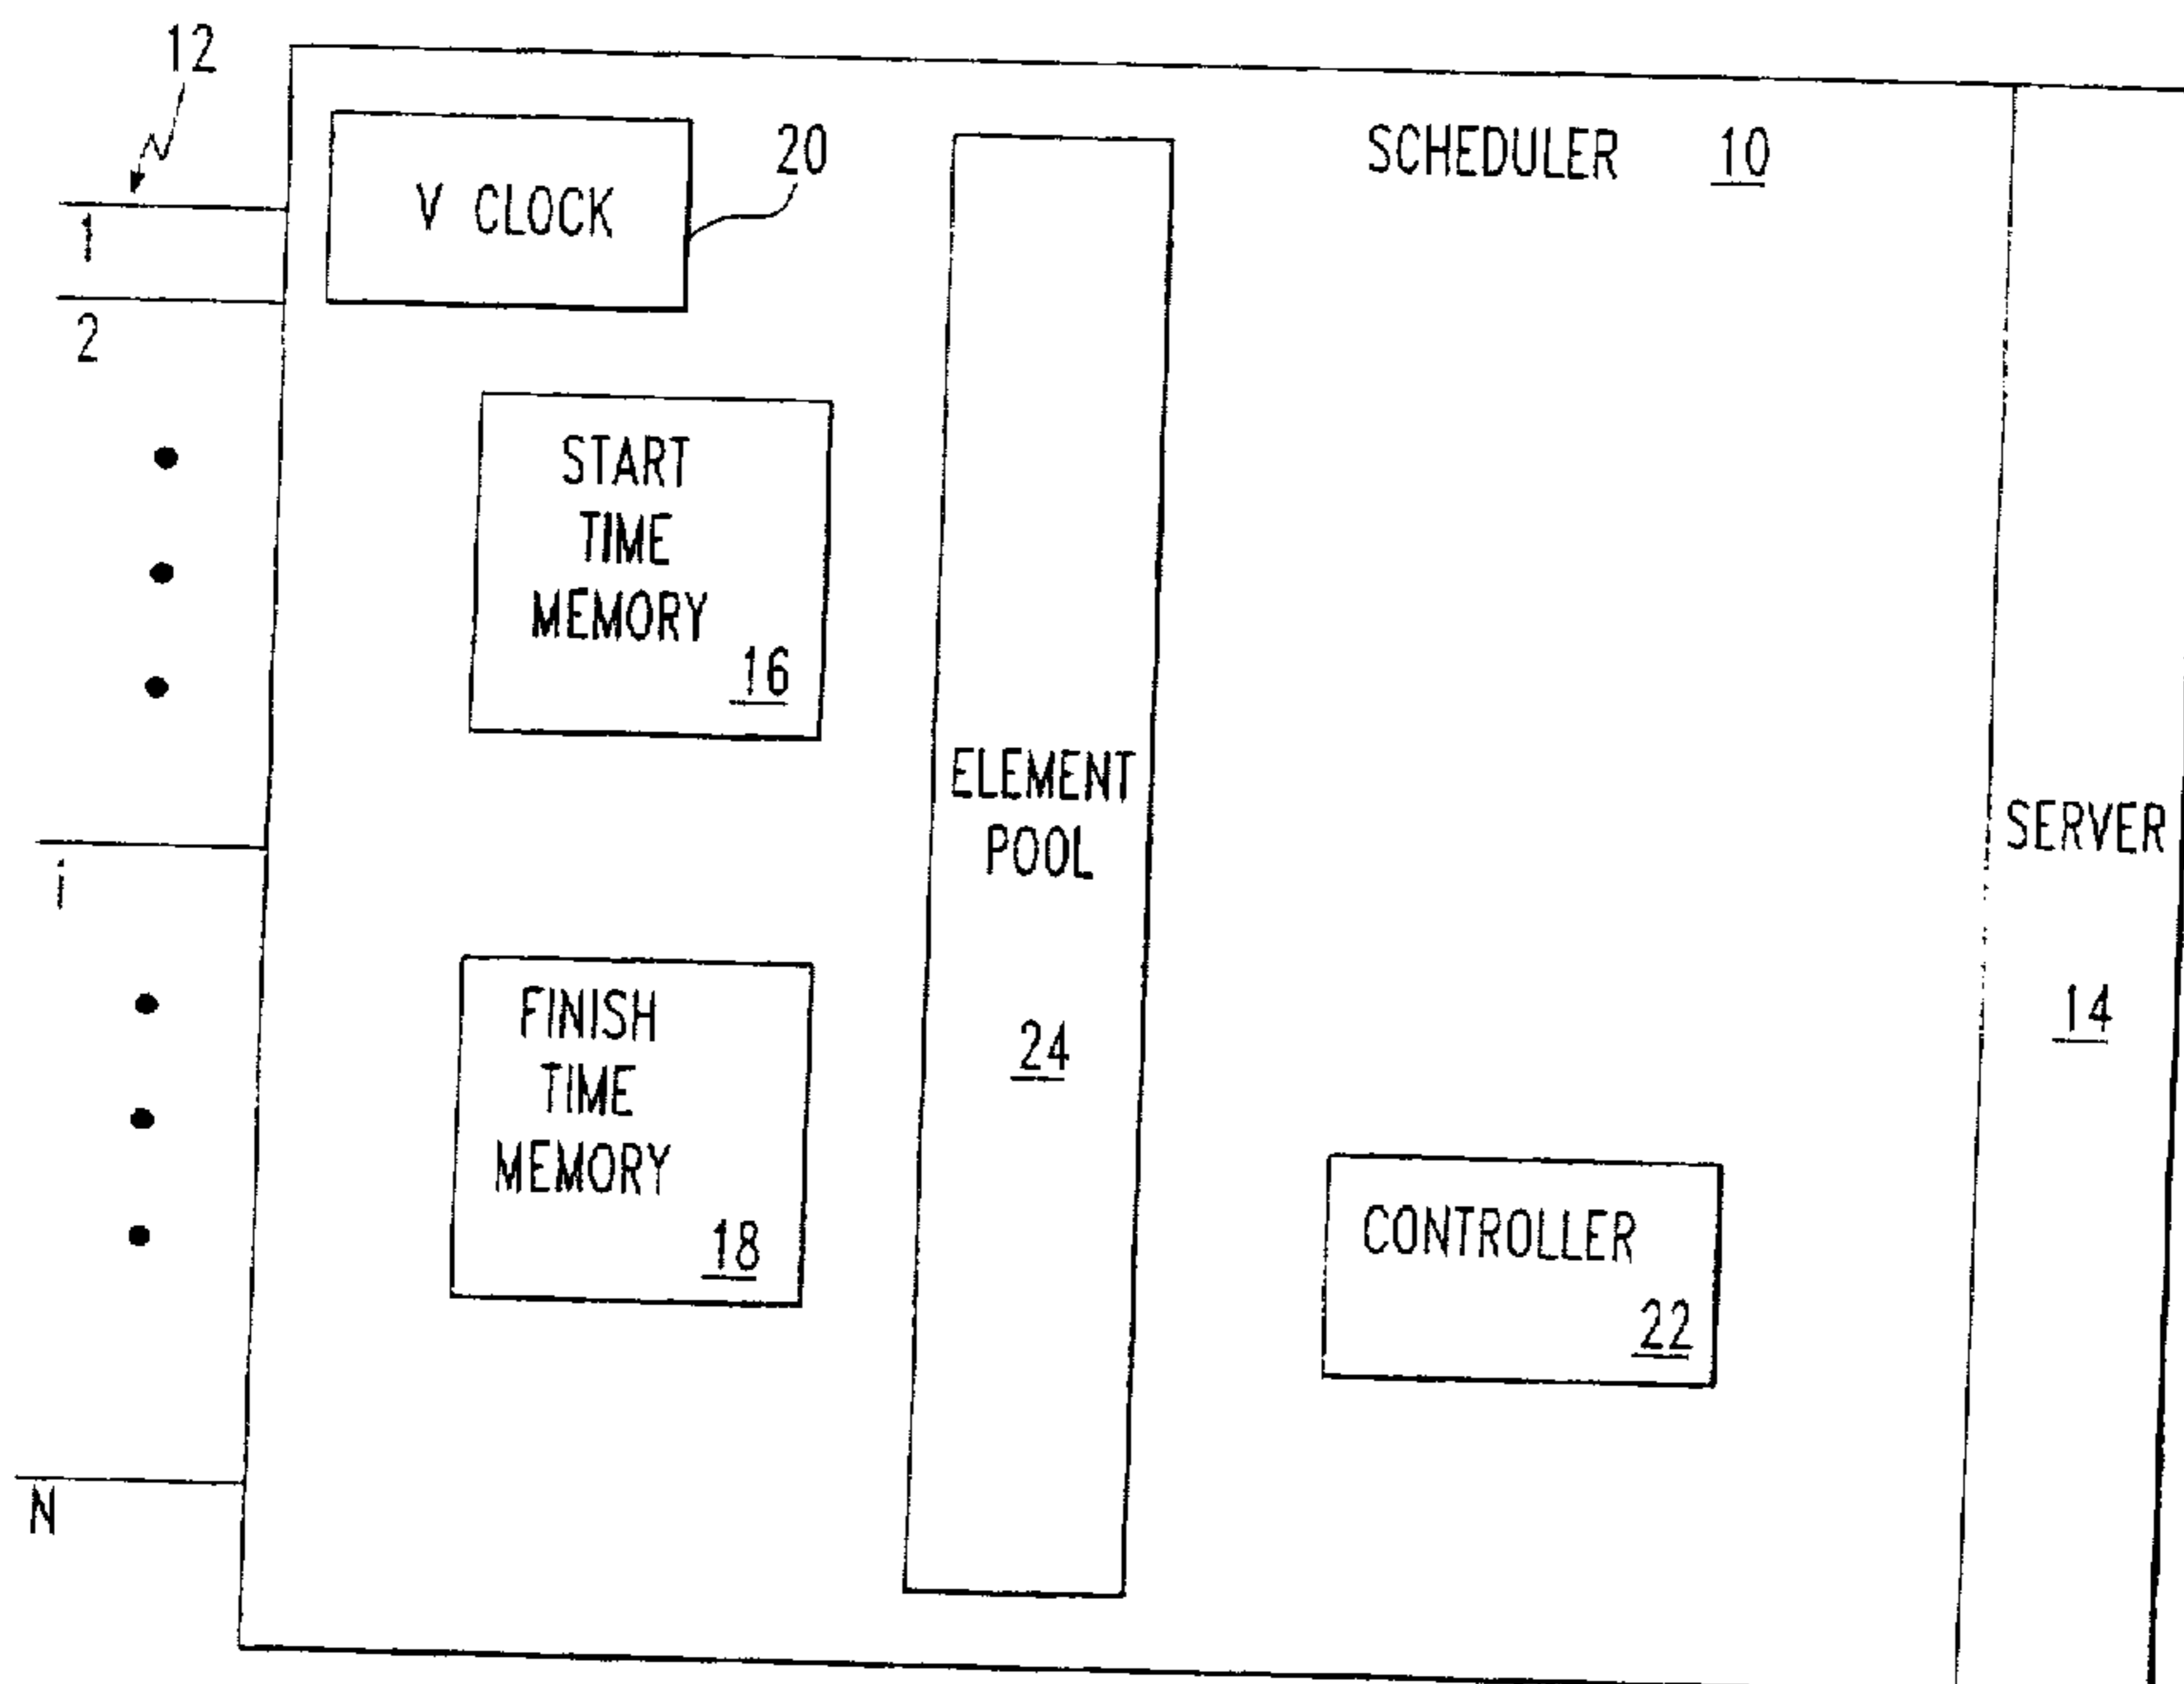 12
1
2
i
N
V CLOCK
20
START
TIME
MEMORY
16
FINISH
TIME
MEMORY
18
ELEMENT
POOL
24
SCHEDULER 10
CONTROLLER
22
SERVER
14